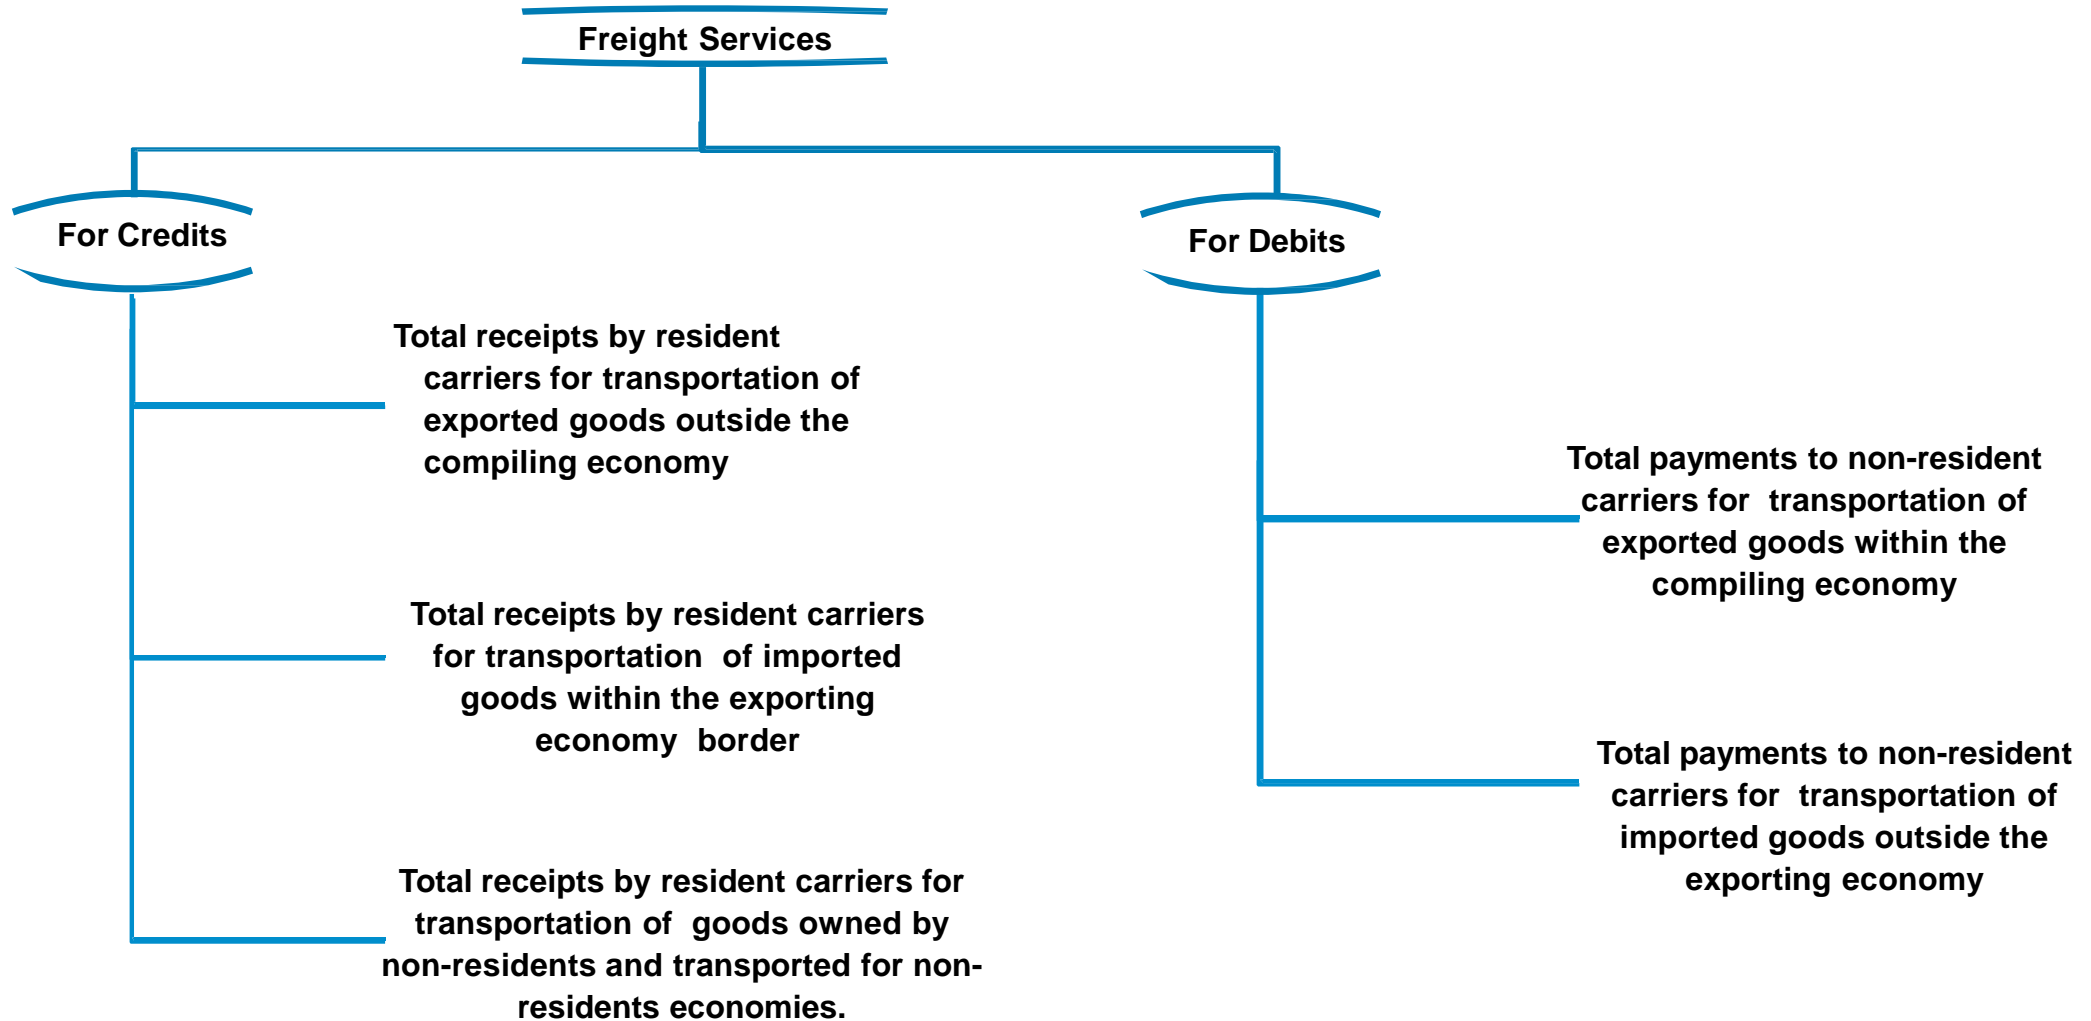 Freight Services
For Credits
For Debits
Total receipts by resident
carriers for transportation of
exported goods outside the
compiling economy
Total receipts by resident carriers
for transportation of imported
goods within the exporting
economy border
Total receipts by resident carriers for
transportation of goods owned by
non-residents and transported for non-
residents economies.
Total payments to non-resident
carriers for transportation of
exported goods within the
compiling economy
Total payments to non-resident
carriers for transportation of
imported goods outside the
exporting economy